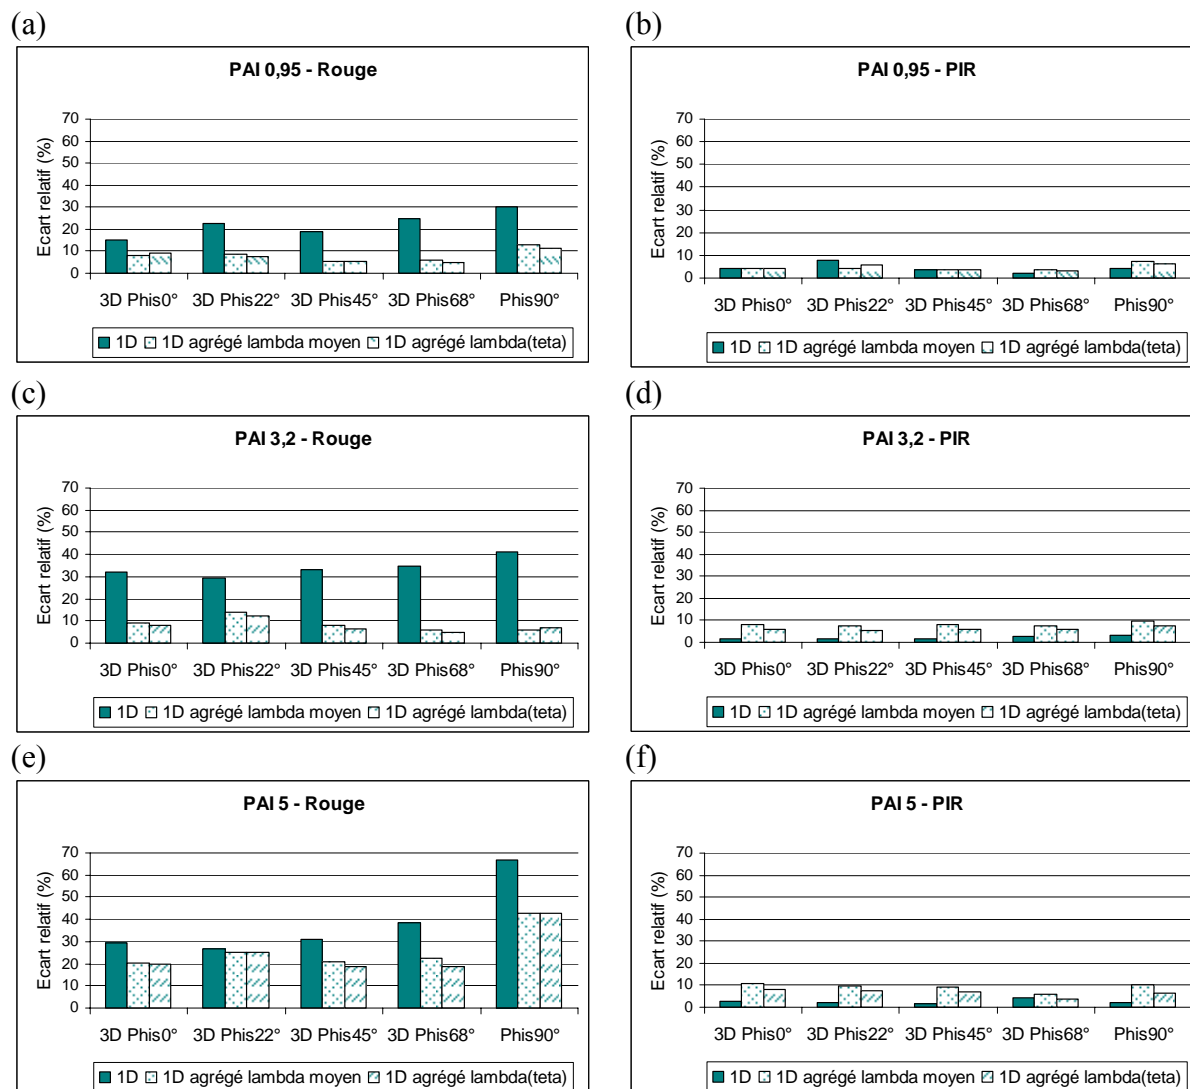 (a)
PAI 0,95 - Rouge
Ecart relatif (%)
70
60
50
40
30
20
10
0
3D Phis0° 3D Phis22° 3D Phis45° 3D Phis68° Phis90°
1D 1D agrégé lambda moyen 1D agrégé lambda(teta)
(b)
PAI 0,95 - PIR
Ecart relatif (%)
70
60
50
40
30
20
10
0
3D Phis0° 3D Phis22° 3D Phis45° 3D Phis68° Phis90°
1D 1D agrégé lambda moyen 1D agrégé lambda(teta)
(c)
PAI 3,2 - Rouge
Ecart relatif (%)
70
60
50
40
30
20
10
0
3D Phis0° 3D Phis22° 3D Phis45° 3D Phis68° Phis90°
1D 1D agrégé lambda moyen 1D agrégé lambda(teta)
(d)
PAI 3,2 - PIR
Ecart relatif (%)
70
60
50
40
30
20
10
0
3D Phis0° 3D Phis22° 3D Phis45° 3D Phis68° Phis90°
1D 1D agrégé lambda moyen 1D agrégé lambda(teta)
(e)
PAI 5 - Rouge
Ecart relatif (%)
70
60
50
40
30
20
10
0
3D Phis0° 3D Phis22° 3D Phis45° 3D Phis68° Phis90°
1D 1D agrégé lambda moyen 1D agrégé lambda(teta)
(f)
PAI 5 - PIR
Ecart relatif (%)
70
60
50
40
30
20
10
0
3D Phis0° 3D Phis22° 3D Phis45° 3D Phis68° Phis90°
1D 1D agrégé lambda moyen 1D agrégé lambda(teta)